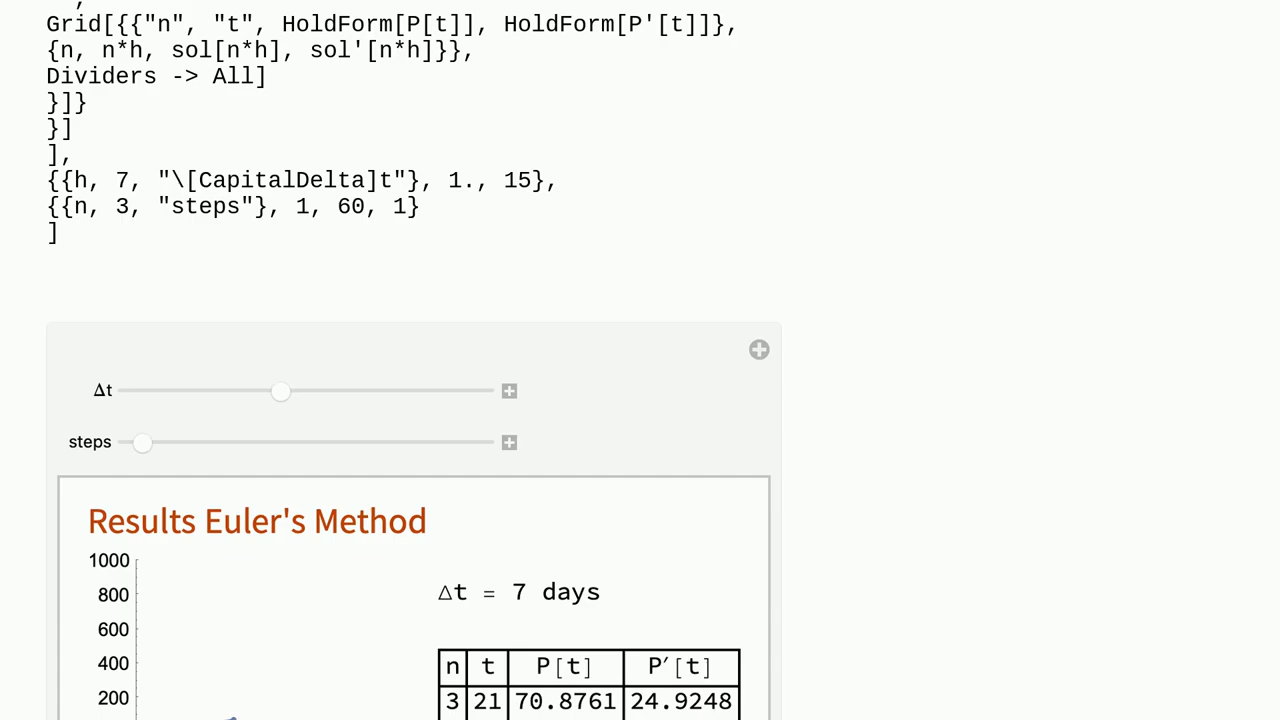 ,
Grid[{{"n", "t", HoldForm[P[t]], HoldForm[P'[t]]},
{n, n*h, sol[n*h], sol'[n*h]}},
Dividers -> All]
}]}
}]
],
{{h, 7, "\[CapitalDelta]t"}, 1., 15},
{{n, 3, "steps"}, 1, 60, 1}
]
Δt
steps
Results Euler's Method
1000
800
600
400
200
Δt = 7 days
n t P[t] P′[t]
3 21 70.8761 24.9248